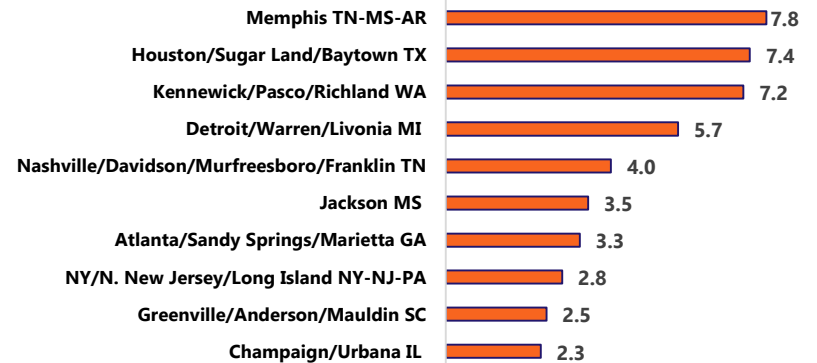 Memphis TN-MS-AR 7.8
Houston/Sugar Land/Baytown TX 7.4
Kennewick/Pasco/Richland WA 7.2
Detroit/Warren/Livonia MI 5.7
Nashville/Davidson/Murfreesboro/Franklin TN 4.0
Jackson MS 3.5
Atlanta/Sandy Springs/Marietta GA 3.3
NY/N. New Jersey/Long Island NY-NJ-PA 2.8
Greenville/Anderson/Mauldin SC 2.5
Champaign/Urbana IL 2.3